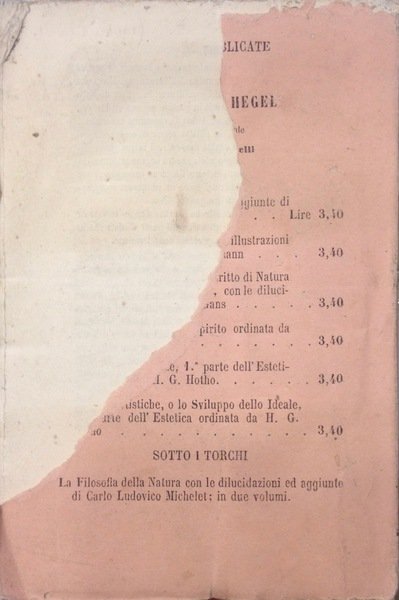 BLICATE
HEGEL
de
elli
ggiunte di
. . Lire 3,40
illustrazioni
ann . . . . 3,40
ritto di Natura
, con le diluci-
ans . . . . . 3,40
pirito ordinata da
. . . . . . . 3,40
e, 1.ª parte dell'Esteti-
H. G. Hotho. . . . . . 3,40
istiche, o lo Sviluppo dello Ideale,
rte dell'Estetica ordinata da H. G.
o . . . . . . . . . . 3,40
SOTTO I TORCHI
La Filosofia della Natura con le dilucidazioni ed aggiunte
di Carlo Ludovico Michelet; in due volumi.